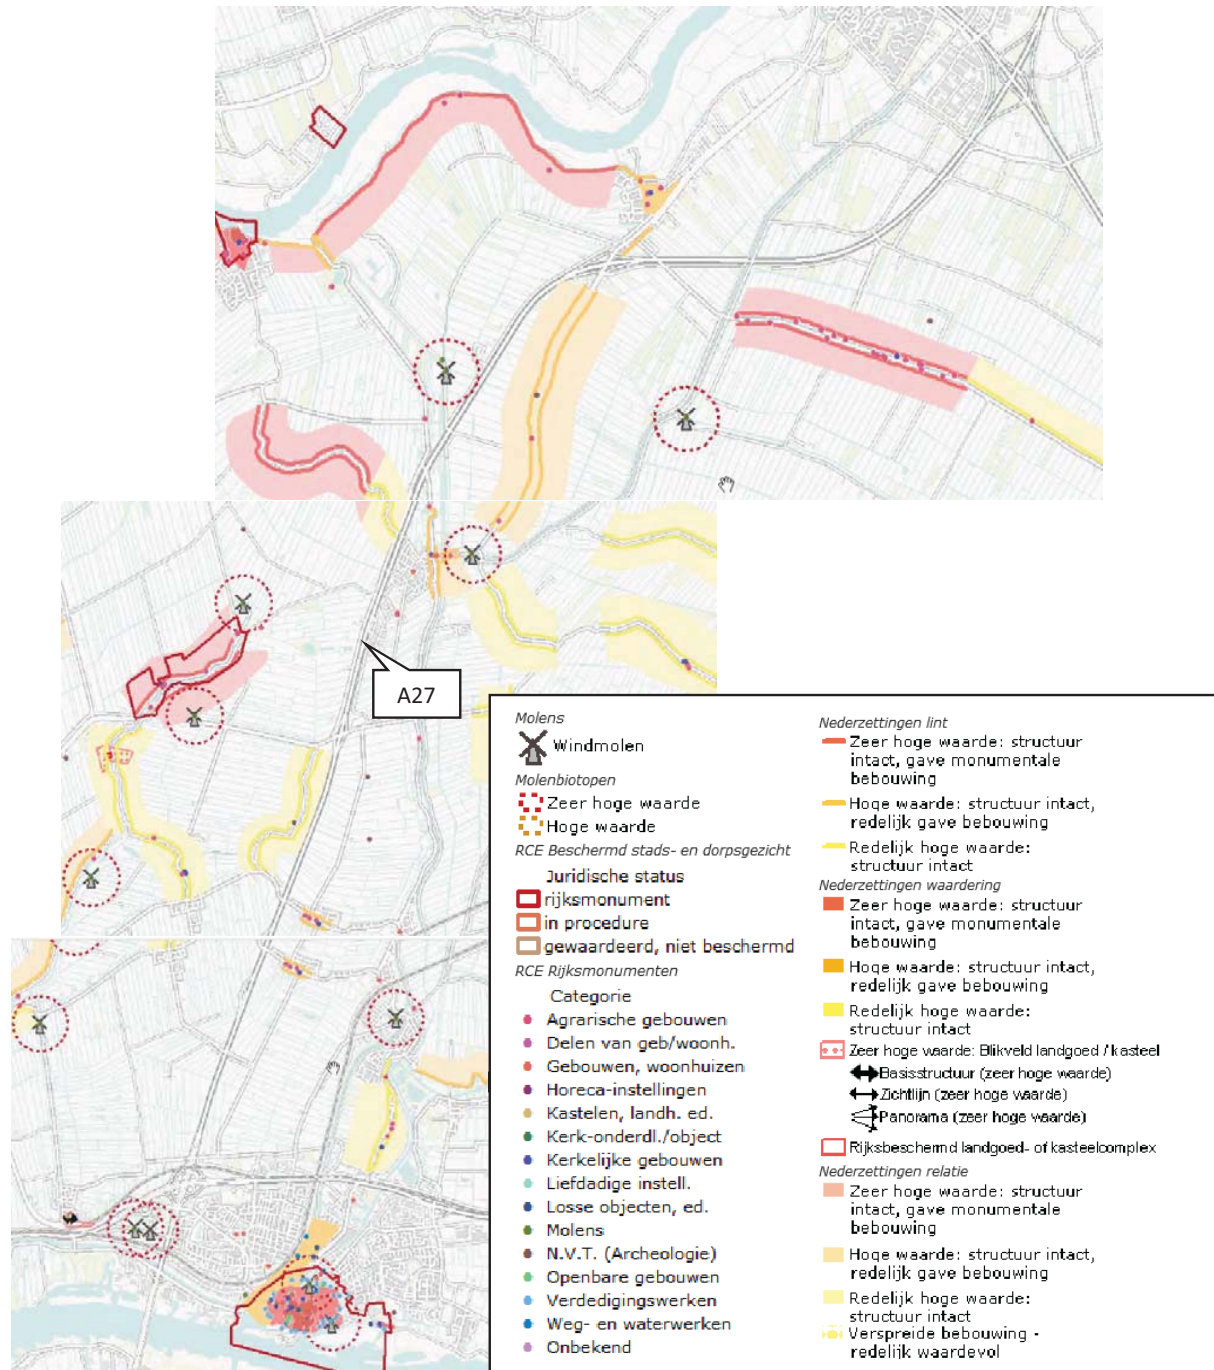 A27
Molens
Windmolen
Molenbiotopen
Zeer hoge waarde
Hoge waarde
RCE Beschermd stads- en dorpsgezicht
Juridische status
rijksmonument
in procedure
gewaardeerd, niet beschermd
RCE Rijksmonumenten
Categorie
Agrarische gebouwen
Delen van geb/woonh.
Gebouwen, woonhuizen
Horeca-instellingen
Kastelen, landh. ed.
Kerk-onderdl./object
Kerkelijke gebouwen
Liefdadige instell.
Losse objecten, ed.
Molens
N.V.T. (Archeologie)
Openbare gebouwen
Verdedigingswerken
Weg- en waterwerken
Onbekend
Nederzettingen lint
Zeer hoge waarde: structuur
intact, gave monumentale
bebouwing
Hoge waarde: structuur intact,
redelijk gave bebouwing
Redelijk hoge waarde:
structuur intact
Nederzettingen waardering
Zeer hoge waarde: structuur
intact, gave monumentale
bebouwing
Hoge waarde: structuur intact,
redelijk gave bebouwing
Redelijk hoge waarde:
structuur intact
Zeer hoge waarde: Blikveld landgoed / kasteel
Basisstructuur (zeer hoge waarde)
Zichtlijn (zeer hoge waarde)
Panorama (zeer hoge waarde)
Rijksbeschermd landgoed- of kasteelcomplex
Nederzettingen relatie
Zeer hoge waarde: structuur
intact, gave monumentale
bebouwing
Hoge waarde: structuur intact,
redelijk gave bebouwing
Redelijk hoge waarde:
structuur intact
Verspreide bebouwing -
redelijk waardevol